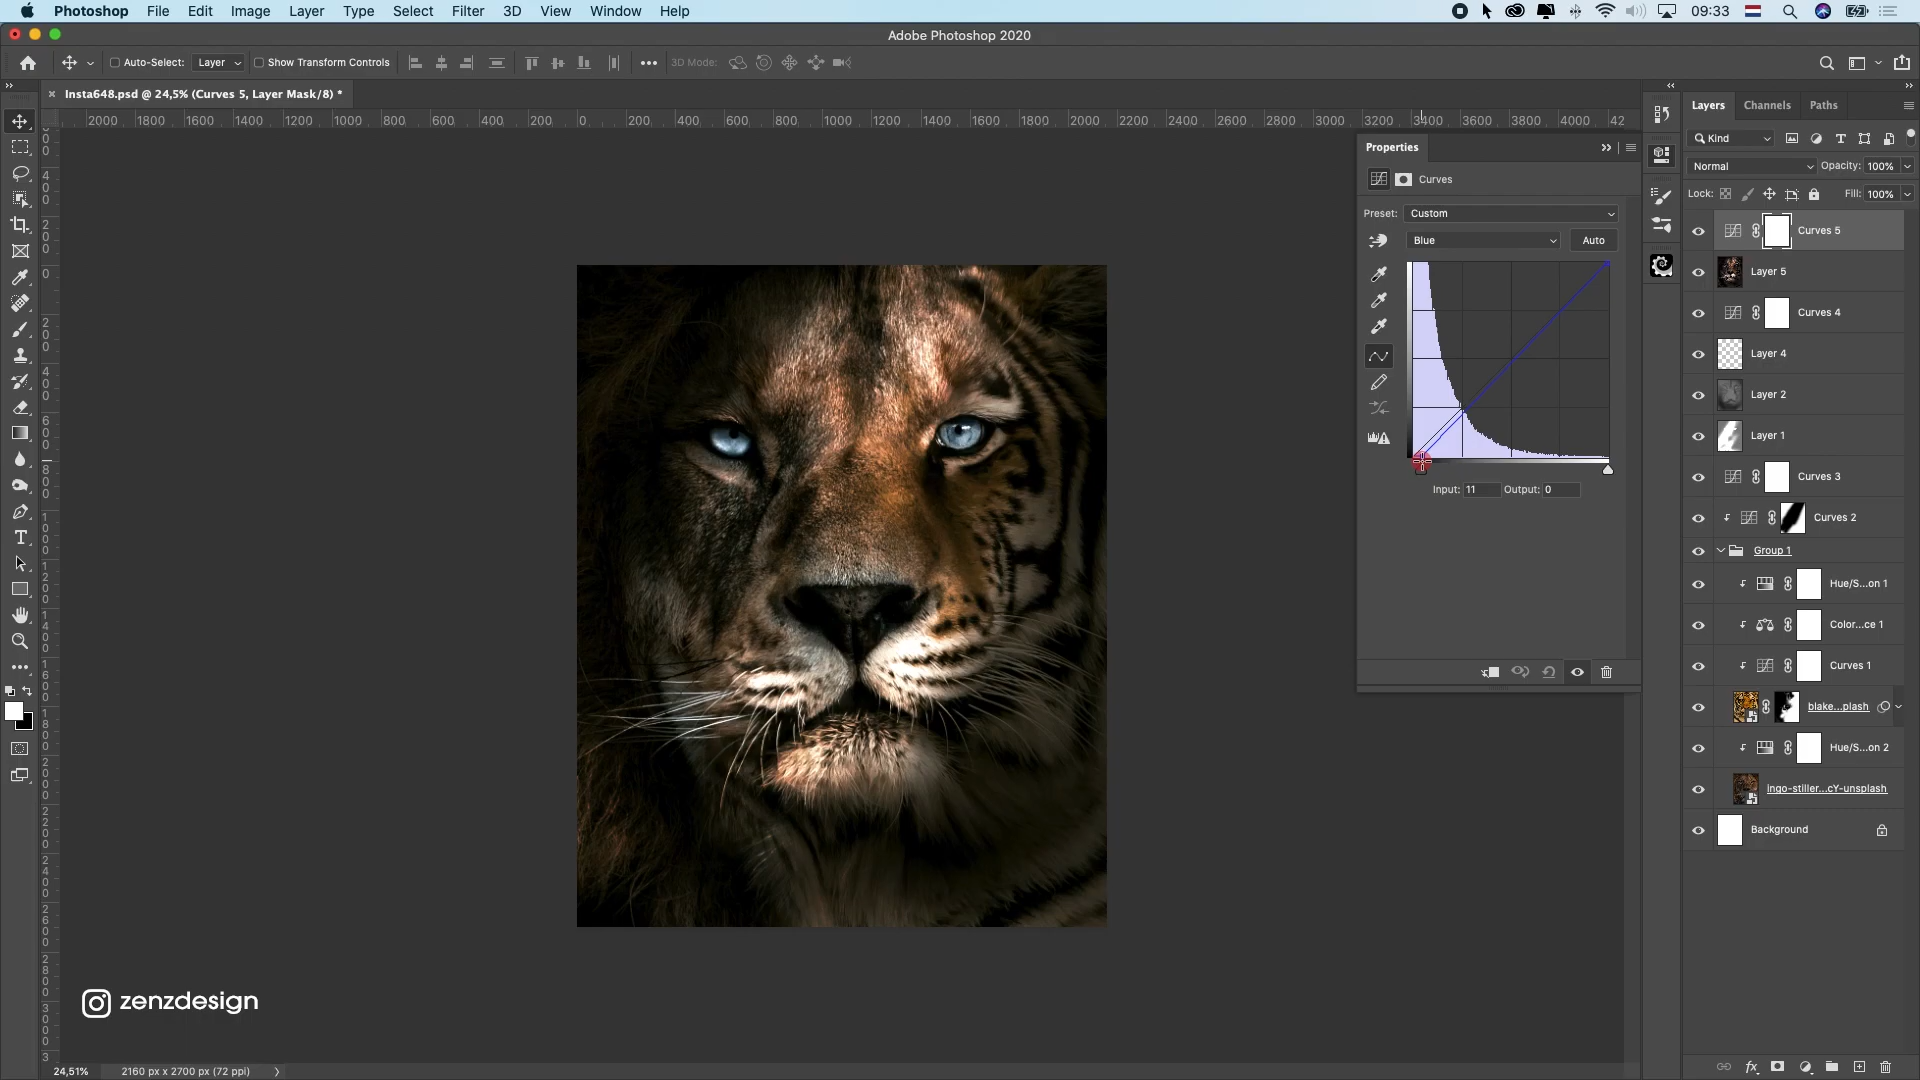 Photoshop File Edit Image Layer Type Select Filter 3D View Window Help 09:33
Adobe Photoshop 2020
Auto-Select: Layer Show Transform Controls 3D Mode:
Insta648.psd @ 24,5% (Curves 5, Layer Mask/8) *
2000 1800 1600 1400 1200 1000 800 600 400 200 0 200 400 600 800 1000 1200 1400 1600 1800 2000 2200 2400 2600 2800 3000 3200 3400 3600 3800 4000 42
Properties
Curves
Preset: Custom
Blue Auto
Input: 11 Output: 0
Layers Channels Paths
Kind
Normal Opacity: 100%
Lock: Fill: 100%
Curves 5
Layer 5
Curves 4
Layer 4
Layer 2
Layer 1
Curves 3
Curves 2
Group 1
Hue/S...on 1
Color...ce 1
Curves 1
blake...plash
Hue/S...on 2
ingo-stiller...cY-unsplash
Background
zenzdesign
24,51% 2160 px x 2700 px (72 ppi)